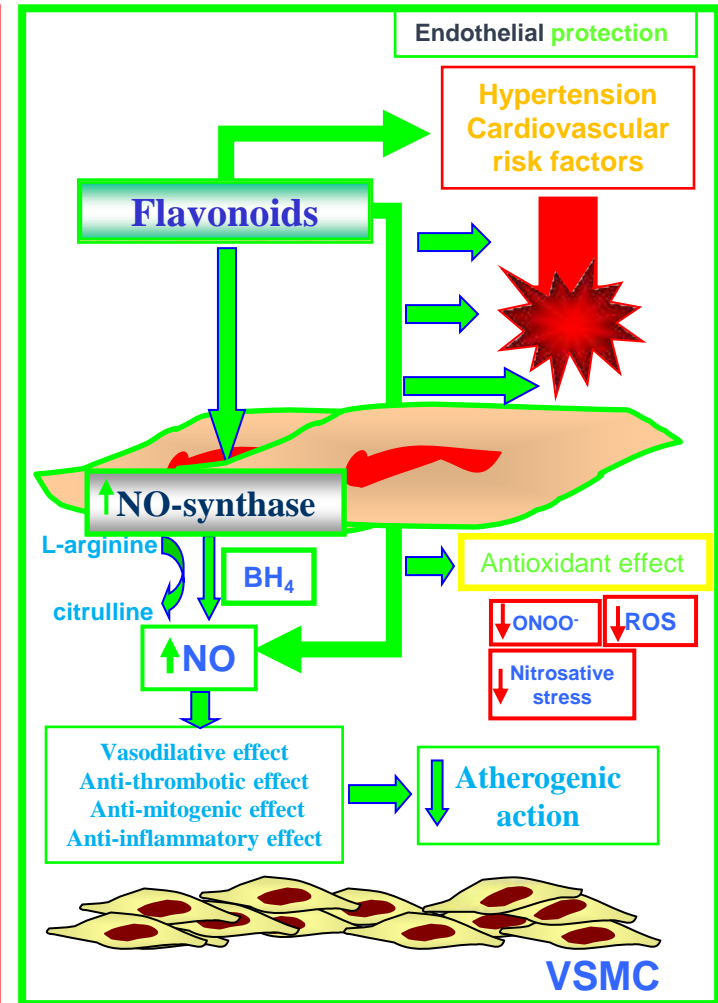 Endothelial protection
Hypertension
Cardiovascular
risk factors
Flavonoids
↑NO-synthase
L-arginine
BH₄
citrulline
↑NO
Antioxidant effect
↓ONOO⁻
↓ROS
↓Nitrosative
stress
Vasodilative effect
Anti-thrombotic effect
Anti-mitogenic effect
Anti-inflammatory effect
↓Atherogenic
action
VSMC